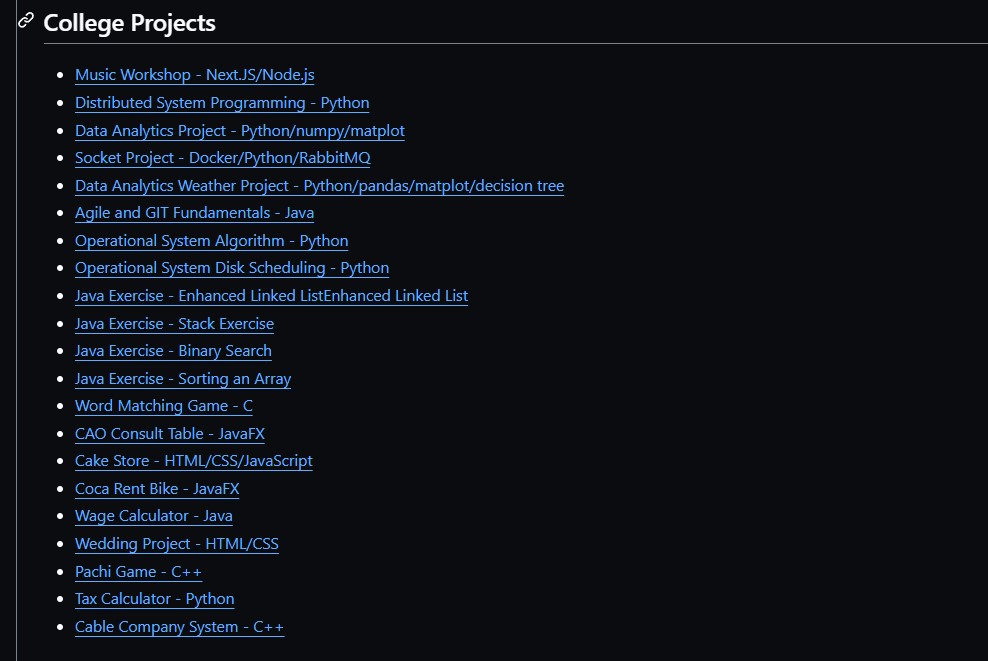 College Projects
Music Workshop - Next.JS/Node.js
Distributed System Programming - Python
Data Analytics Project - Python/numpy/matplot
Socket Project - Docker/Python/RabbitMQ
Data Analytics Weather Project - Python/pandas/matplot/decision tree
Agile and GIT Fundamentals - Java
Operational System Algorithm - Python
Operational System Disk Scheduling - Python
Java Exercise - Enhanced Linked ListEnhanced Linked List
Java Exercise - Stack Exercise
Java Exercise - Binary Search
Java Exercise - Sorting an Array
Word Matching Game - C
CAO Consult Table - JavaFX
Cake Store - HTML/CSS/JavaScript
Coca Rent Bike - JavaFX
Wage Calculator - Java
Wedding Project - HTML/CSS
Pachi Game - C++
Tax Calculator - Python
Cable Company System - C++